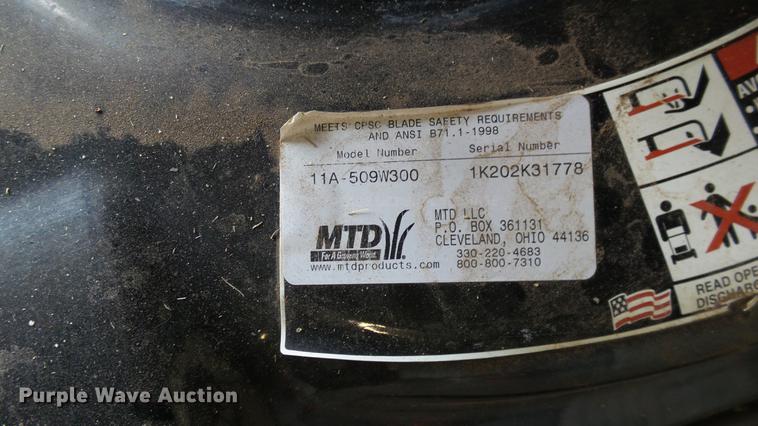 MEETS CPSC BLADE SAFETY REQUIREMENTS
AND ANSI B71.1-1998
Model Number Serial Number
11A-509W300 1K202K31778
MTD
For A Growing World.
www.mtdproducts.com
MTD LLC
P.O. BOX 361131
CLEVELAND, OHIO 44136
330-220-4683
800-800-7310
READ OPE
DISCHAR
Purple Wave Auction
®